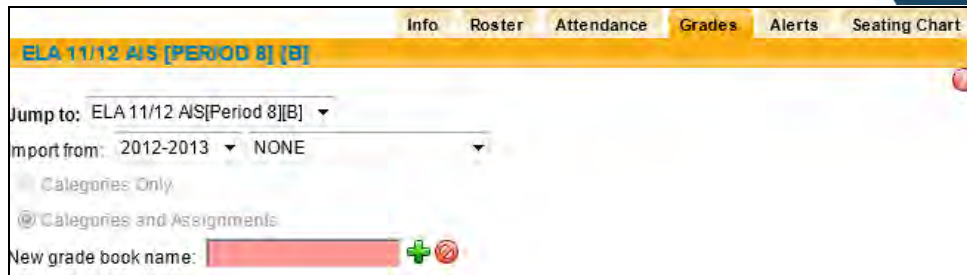 Info Roster Attendance Grades Alerts Seating Chart
ELA 11/12 AIS [PERIOD 8] [B]
Jump to: ELA 11/12 AIS[Period 8][B]
mport from: 2012-2013 NONE
Categories Only
Categories and Assignments
New grade book name: